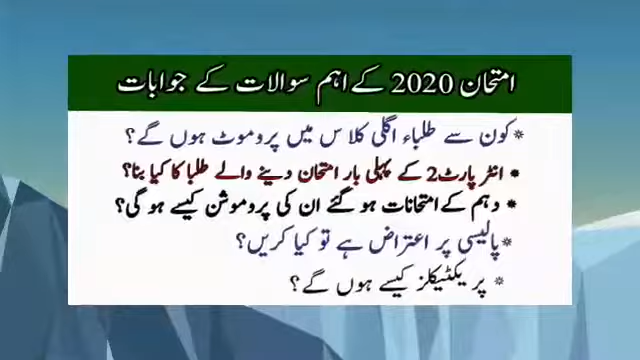 امتحان 2020 کے اہم سوالات کے جوابات
* کون سے طلباء اگلی کلاس میں پروموٹ ہوں گے؟
• انٹر پارٹ2 کے پہلی بار امتحان دینے والے طلبا کا کیا بنا؟
• دہم کے امتحانات ہو گئے ان کی پروموشن کیسے ہو گی؟
* پالیسی پر اعتراض ہے تو کیا کریں؟
* پریکٹیکلز کیسے ہوں گے؟